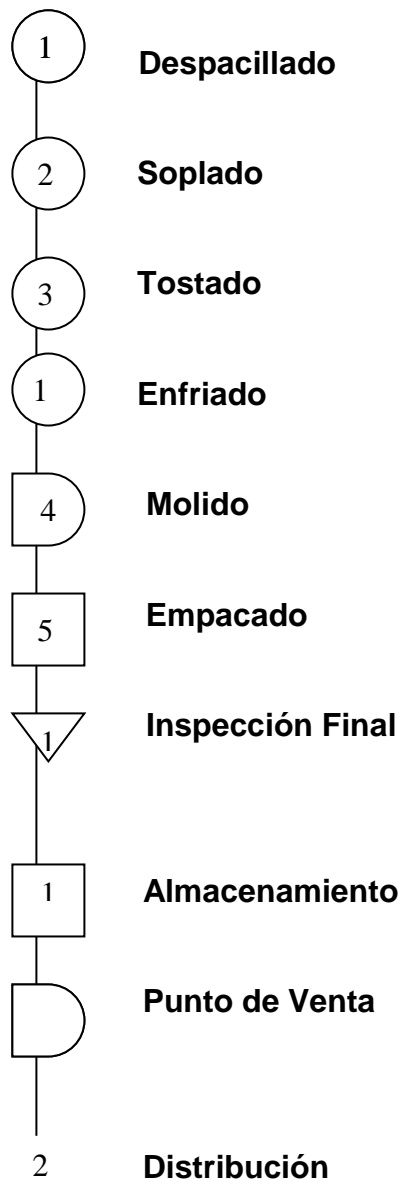 1 Despacillado
2 Soplado
3 Tostado
1 Enfriado
4 Molido
5 Empacado
1 Inspección Final
1 Almacenamiento
Punto de Venta
2 Distribución